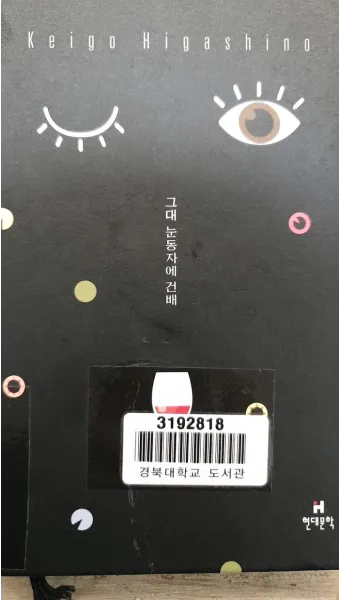 Keigo Higashino
그대 눈동자에 건배
3192818
경북대학교 도서관
H
현대문학